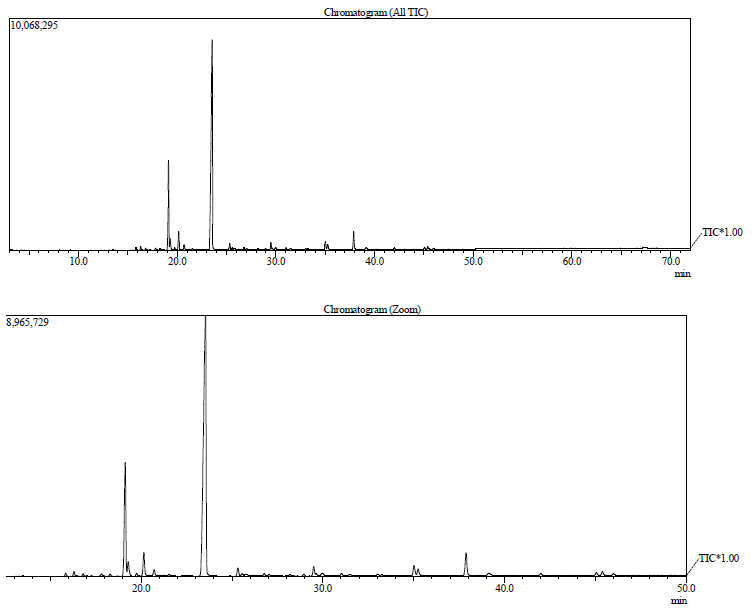 Chromatogram (All TIC)
10,068,295
TIC*1.00
10.0 20.0 30.0 40.0 50.0 60.0 70.0
min
Chromatogram (Zoom)
8,965,729
TIC*1.00
20.0 30.0 40.0 50.0
min